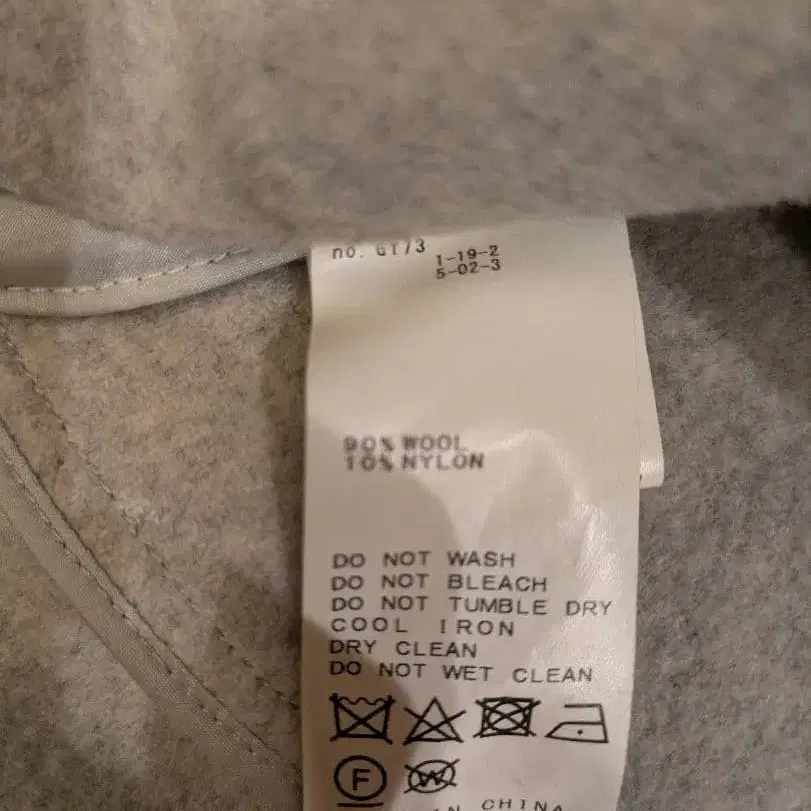 no. 6173
1-19-2
5-02-3
90% WOOL
10% NYLON
DO NOT WASH
DO NOT BLEACH
DO NOT TUMBLE DRY
COOL IRON
DRY CLEAN
DO NOT WET CLEAN
F
W
IN CHINA